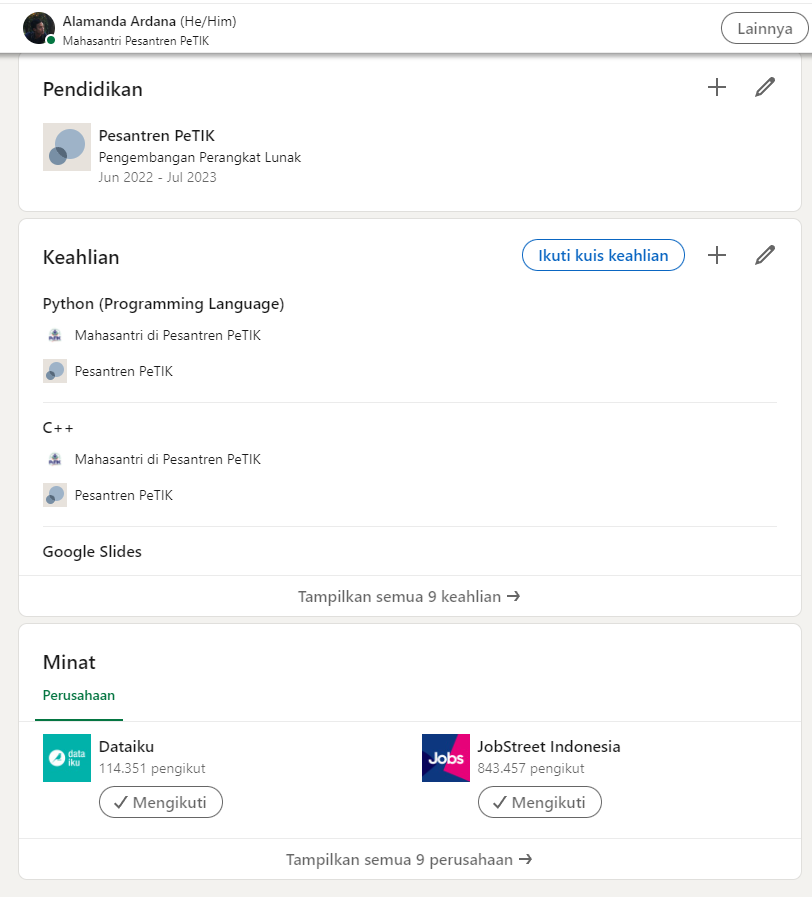 Alamanda Ardana (He/Him)
Mahasantri Pesantren PeTIK
Lainnya
Pendidikan
Pesantren PeTIK
Pengembangan Perangkat Lunak
Jun 2022 - Jul 2023
Keahlian
Ikuti kuis keahlian
Python (Programming Language)
Mahasantri di Pesantren PeTIK
Pesantren PeTIK
C++
Mahasantri di Pesantren PeTIK
Pesantren PeTIK
Google Slides
Tampilkan semua 9 keahlian →
Minat
Perusahaan
data
iku
Dataiku
114.351 pengikut
✓ Mengikuti
Jobs
JobStreet Indonesia
843.457 pengikut
✓ Mengikuti
Tampilkan semua 9 perusahaan →